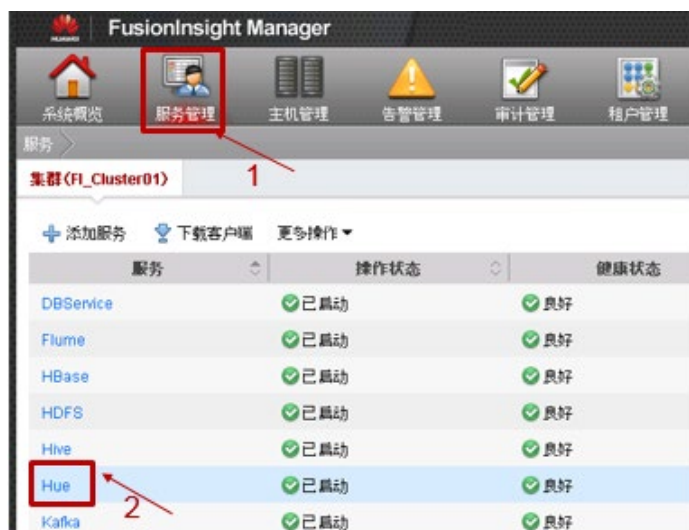 HUAWEI FusionInsight Manager
系统概览 服务管理 主机管理 告警管理 审计管理 租户管理
服务
集群(FI_Cluster01) 1
添加服务 下载客户端 更多操作
服务 操作状态 健康状态
DBService 已启动 良好
Flume 已启动 良好
HBase 已启动 良好
HDFS 已启动 良好
Hive 已启动 良好
Hue 已启动 良好
2
Kafka 已启动 良好